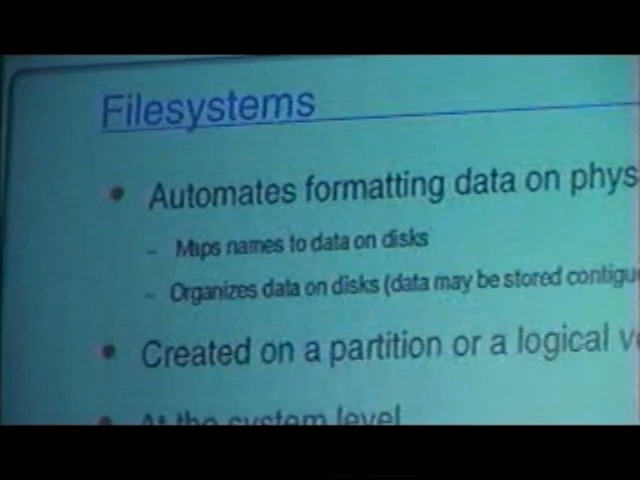 Filesystems
• Automates formatting data on phys
– Maps names to data on disks
– Organizes data on disks (data may be stored contigu
• Created on a partition or a logical v
• At the system level